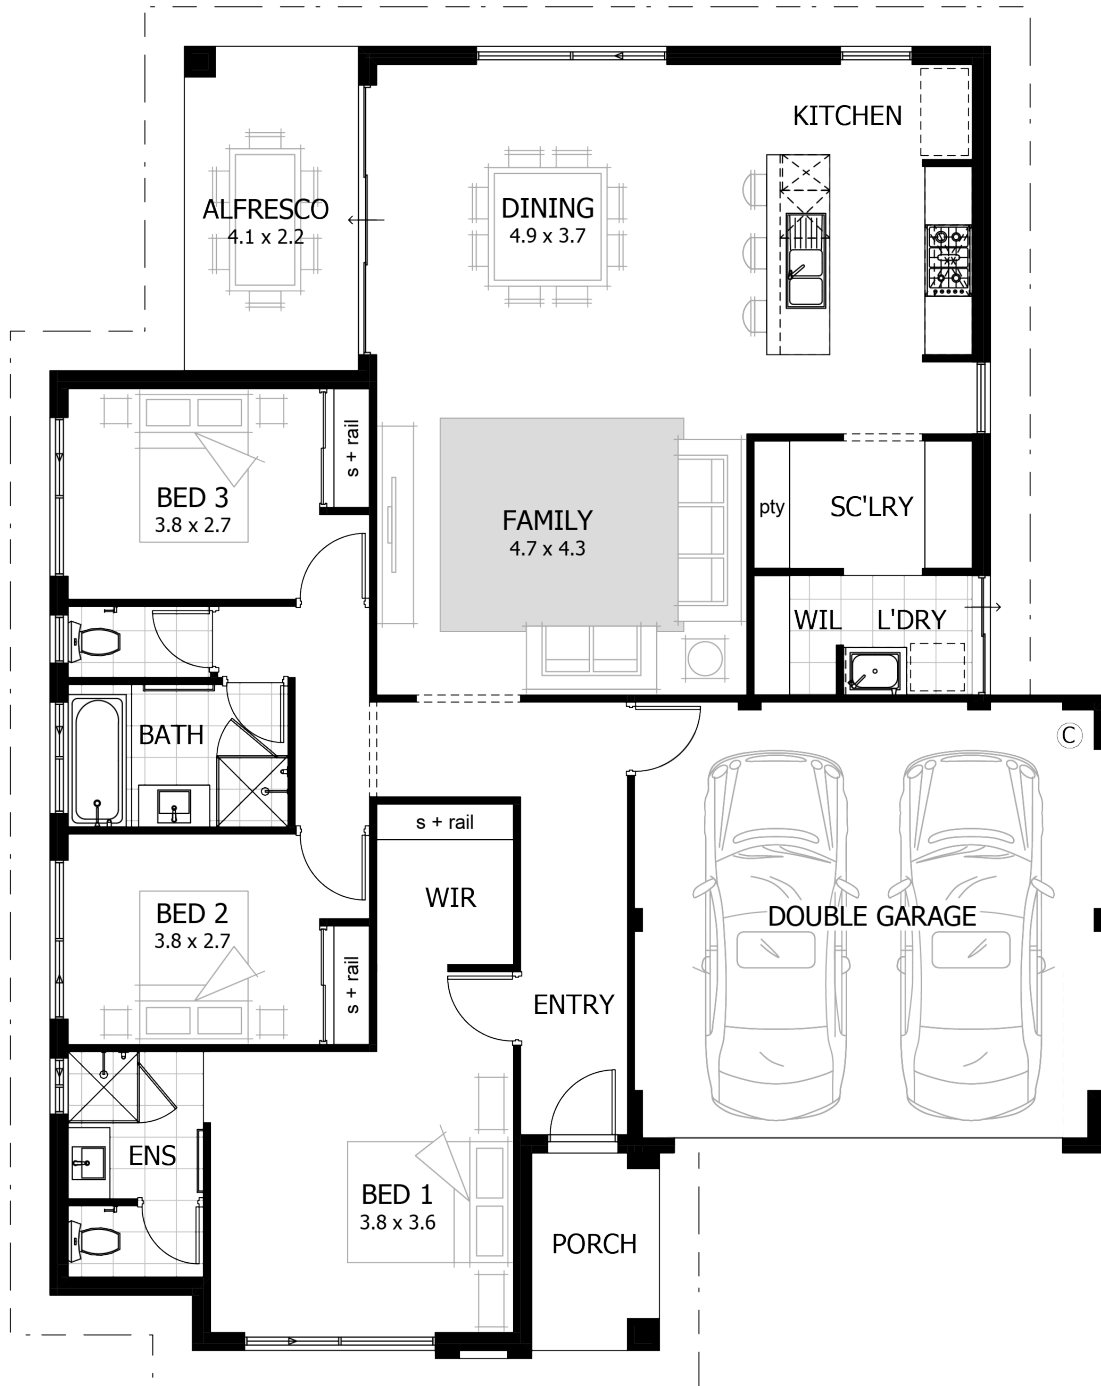 KITCHEN
ALFRESCO
4.1 x 2.2
DINING
4.9 x 3.7
s + rail
BED 3
3.8 x 2.7
FAMILY
4.7 x 4.3
pty
SC'LRY
WIL
L'DRY
BATH
C
s + rail
WIR
BED 2
3.8 x 2.7
DOUBLE GARAGE
s + rail
ENTRY
ENS
BED 1
3.8 x 3.6
PORCH